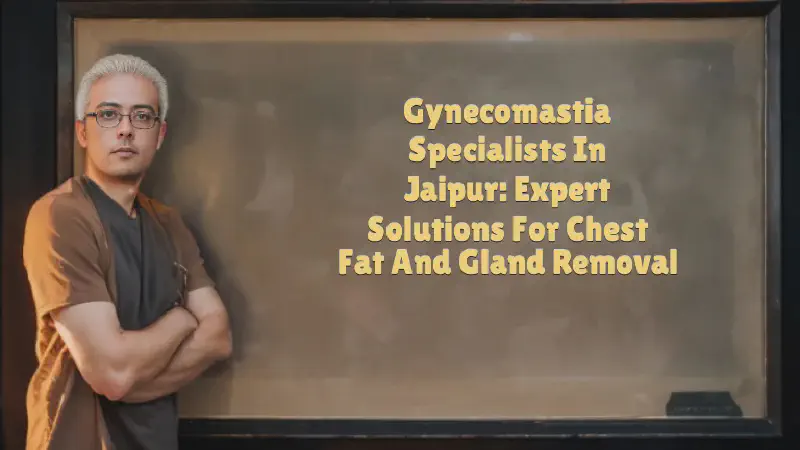 Gynecomastia
Specialists In
Jaipur: Expert
Solutions For Chest
Fat And Gland Removal